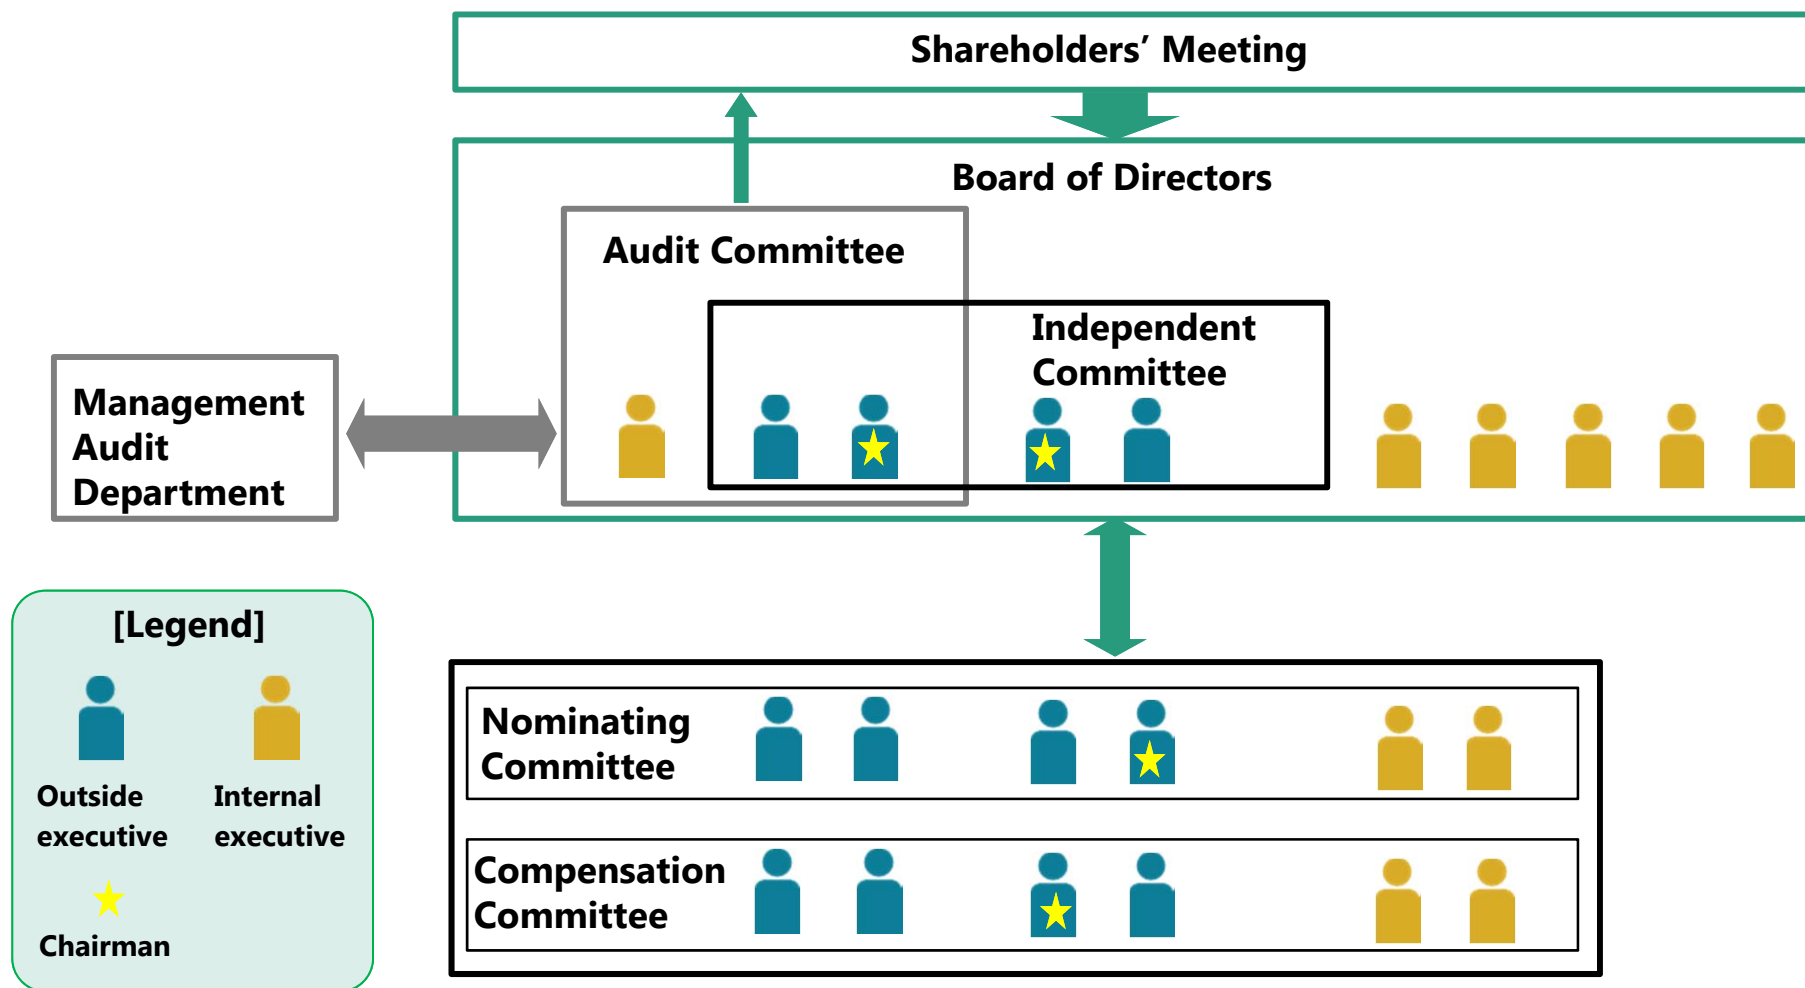 Shareholders’ Meeting
Board of Directors
Audit Committee
Independent
Committee
Management
Audit
Department
[Legend]
Outside
executive
Internal
executive
Chairman
Nominating
Committee
Compensation
Committee